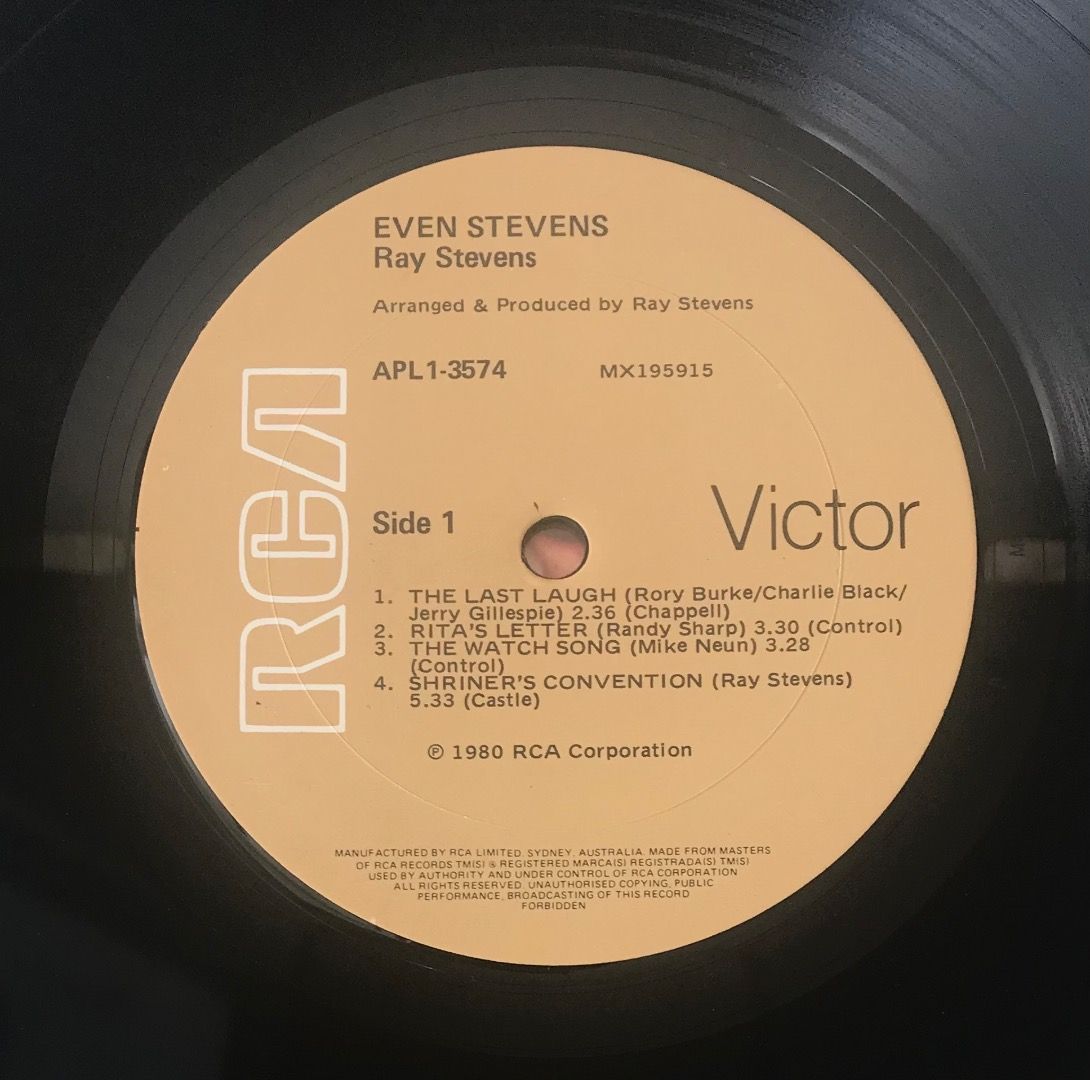 EVEN STEVENS
Ray Stevens
Arranged & Produced by Ray Stevens
APL1-3574 MX195915
RCA
Side 1
Victor
1. THE LAST LAUGH (Rory Burke/Charlie Black/
Jerry Gillespie) 2.36 (Chappell)
2. RITA'S LETTER (Randy Sharp) 3.30 (Control)
3. THE WATCH SONG (Mike Neun) 3.28
(Control)
4. SHRINER'S CONVENTION (Ray Stevens)
5.33 (Castle)
℗ 1980 RCA Corporation
MANUFACTURED BY RCA LIMITED, SYDNEY, AUSTRALIA. MADE FROM MASTERS
OF RCA RECORDS TM(S) ® REGISTERED MARCA(S) REGISTRADA(S) TM(S)
USED BY AUTHORITY AND UNDER CONTROL OF RCA CORPORATION
ALL RIGHTS RESERVED. UNAUTHORISED COPYING, PUBLIC
PERFORMANCE, BROADCASTING OF THIS RECORD
FORBIDDEN